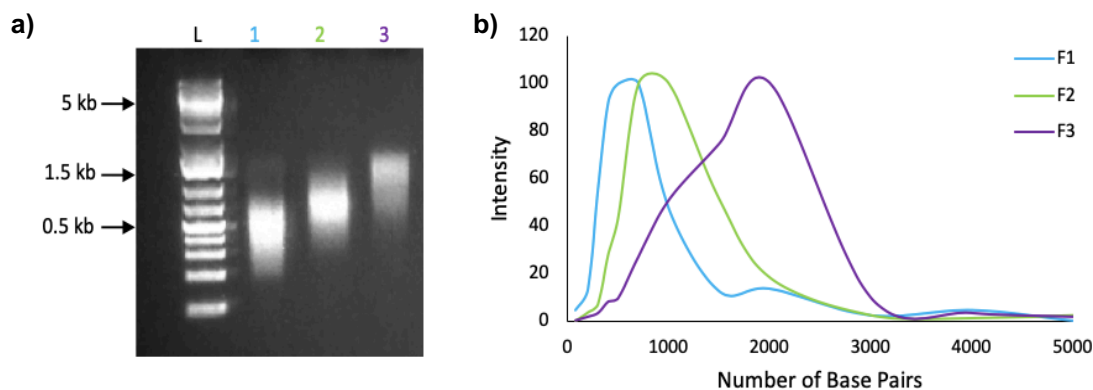 a)
L 1 2 3
5 kb
1.5 kb
0.5 kb
b)
120
100
80
60
40
20
0
Intensity
0 1000 2000 3000 4000 5000
Number of Base Pairs
F1
F2
F3